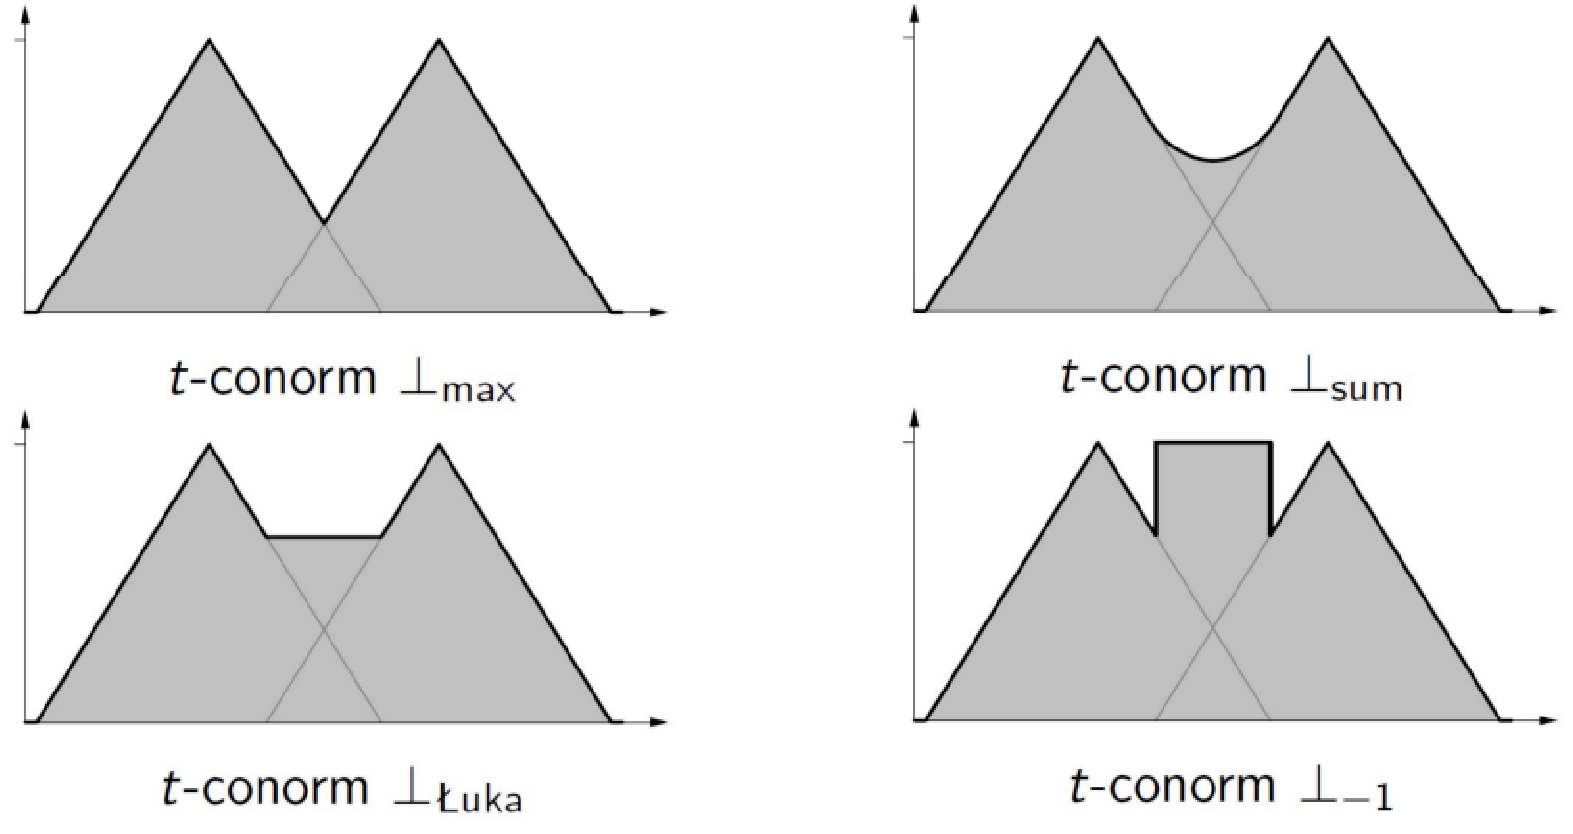 t-conorm ⊥max
t-conorm ⊥sum
t-conorm ⊥Łuka
t-conorm ⊥−1